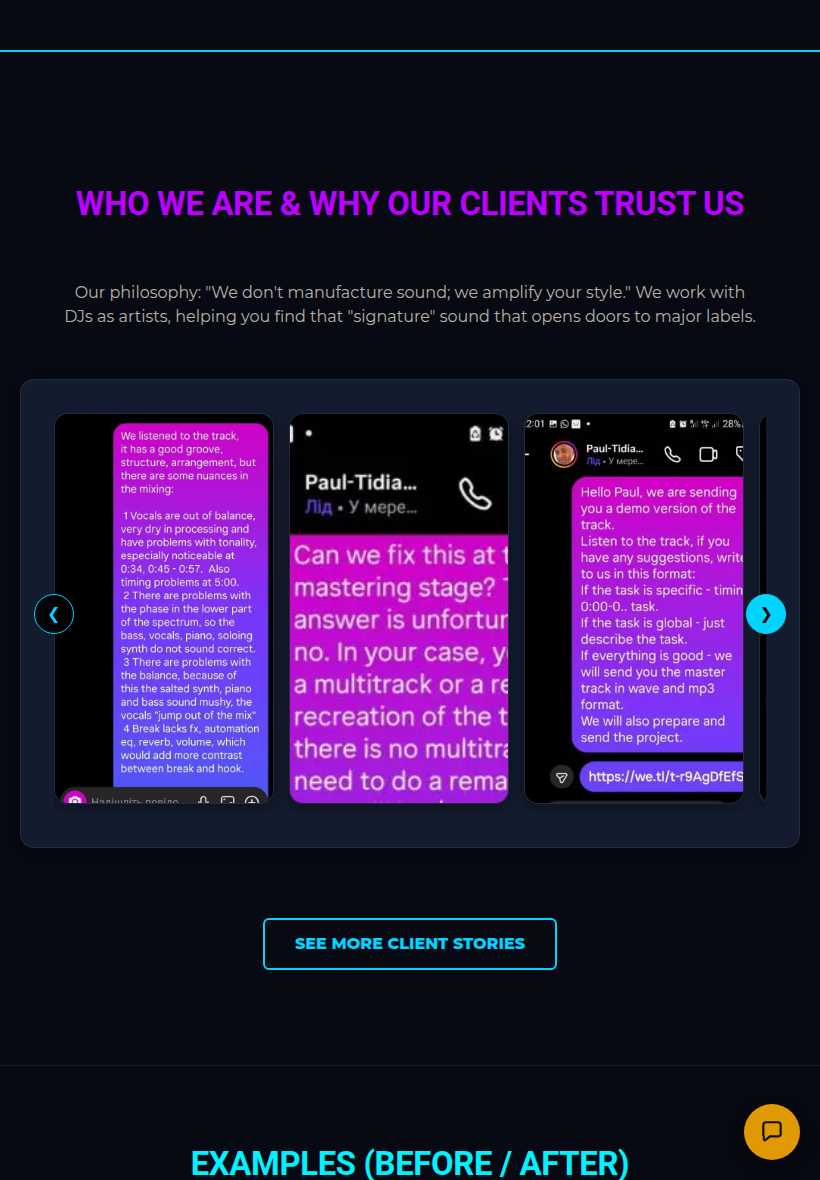 WHO WE ARE & WHY OUR CLIENTS TRUST US
Our philosophy: "We don't manufacture sound; we amplify your style." We work with
DJs as artists, helping you find that "signature" sound that opens doors to major labels.
We listened to the track,
it has a good groove,
structure, arrangement, but
there are some nuances in
the mixing:
1 Vocals are out of balance,
very dry in processing and
have problems with tonality,
especially noticeable at
0:34, 0:45 - 0:57. Also
timing problems at 5:00.
2 There are problems with
the phase in the lower part
of the spectrum, so the
bass, vocals, piano, soloing
synth do not sound correct.
3 There are problems with
the balance, because of
this the salted synth, piano
and bass sound mushy, the
vocals "jump out of the mix"
4 Break lacks fx, automation
eq, reverb, volume, which
would add more contrast
between break and hook.
Надішліть повідо
Paul-Tidia...
Лід • У мере...
Can we fix this at t
mastering stage?
answer is unfortur
no. In your case, y
a multitrack or a re
recreation of the t
there is no multitra
need to do a rema
2:01
28%
Paul-Tidia...
Лід • У мере...
Hello Paul, we are sending
you a demo version of the
track.
Listen to the track, if you
have any suggestions, write
to us in this format:
If the task is specific - timin
0:00-0.. task.
If the task is global - just
describe the task.
If everything is good - we
will send you the master
track in wave and mp3
format.
We will also prepare and
send the project.
https://we.tl/t-r9AgDfEfS
SEE MORE CLIENT STORIES
EXAMPLES (BEFORE / AFTER)